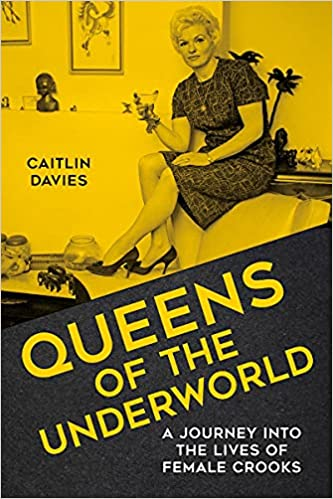 CAITLIN
DAVIES
QUEENS
OF THE
UNDERWORLD
A JOURNEY INTO
THE LIVES OF
FEMALE CROOKS